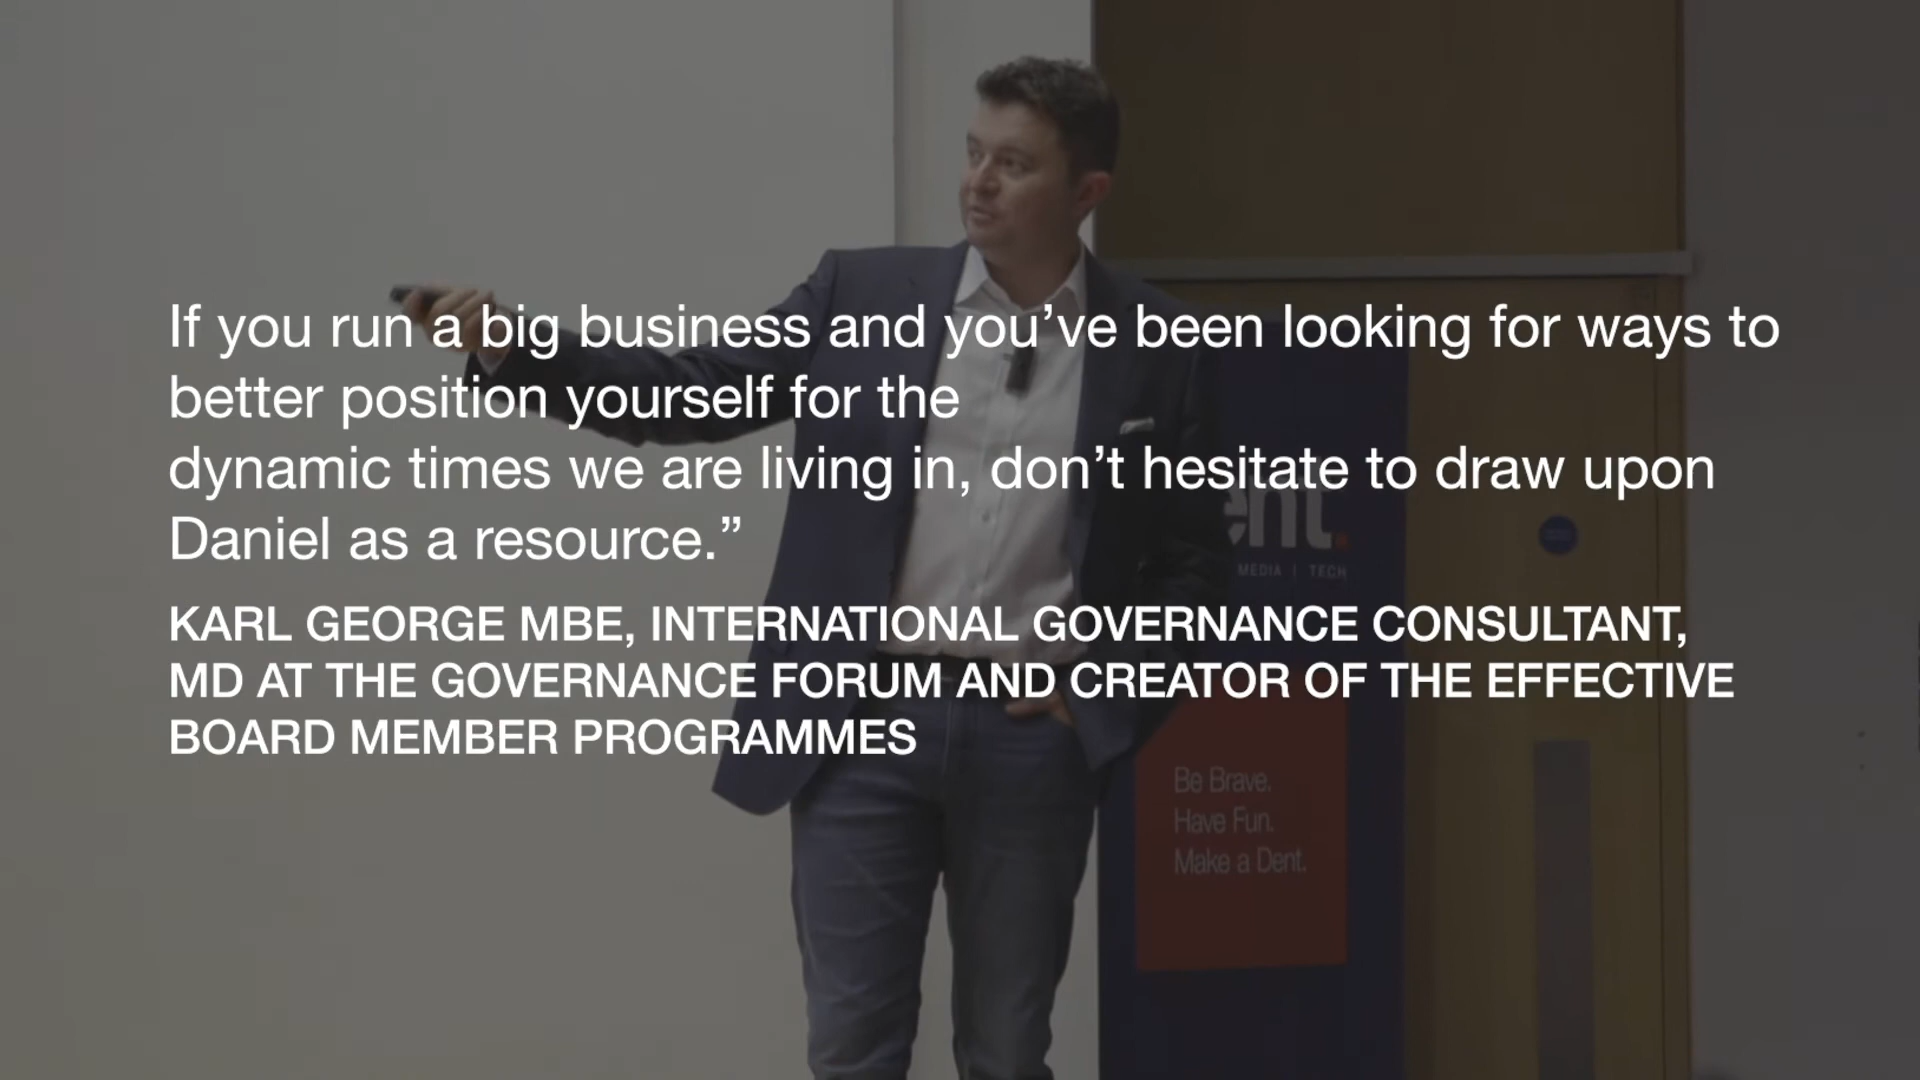 If you run a big business and you’ve been looking for ways to
better position yourself for the
dynamic times we are living in, don’t hesitate to draw upon
Daniel as a resource.”
KARL GEORGE MBE, INTERNATIONAL GOVERNANCE CONSULTANT,
MD AT THE GOVERNANCE FORUM AND CREATOR OF THE EFFECTIVE
BOARD MEMBER PROGRAMMES
ent.
MEDIA | TECH
Be Brave.
Have Fun.
Make a Dent.